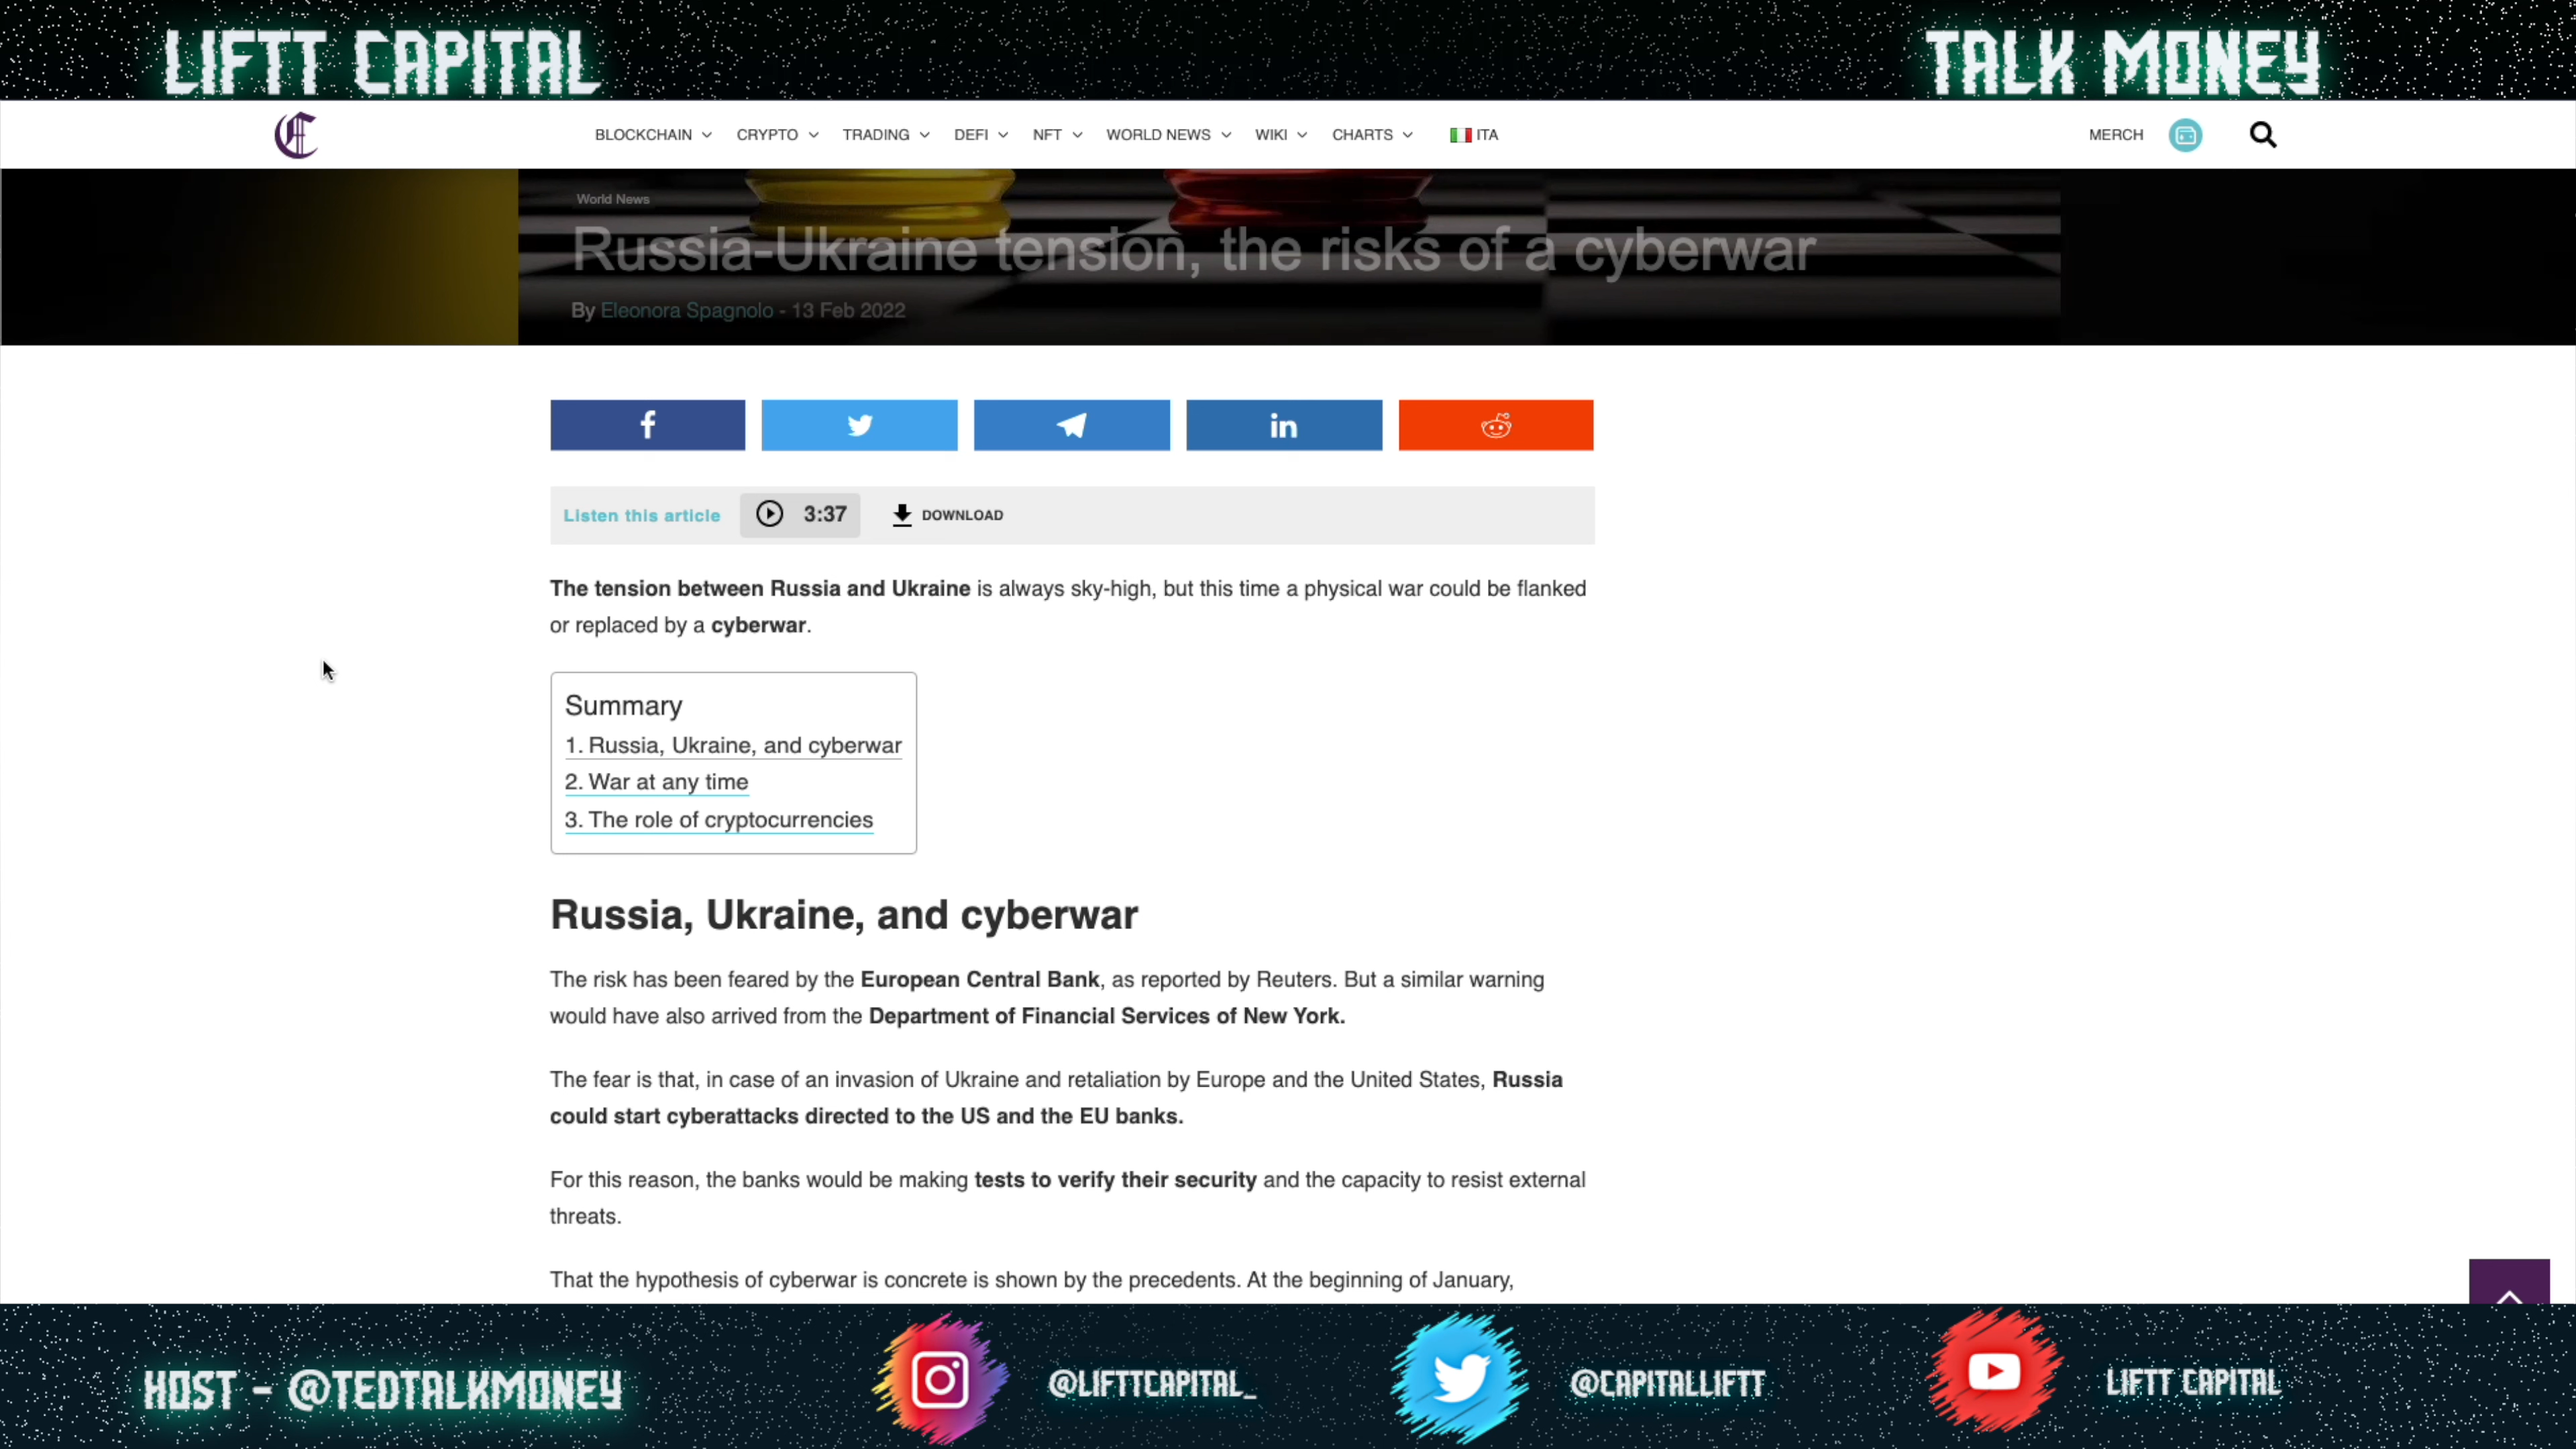 LIFTT CAPITAL
TALK MONEY
BLOCKCHAIN CRYPTO TRADING DEFI NFT WORLD NEWS WIKI CHARTS ITA MERCH
World News
Russia-Ukraine tension, the risks of a cyberwar
By Eleonora Spagnolo - 13 Feb 2022
Listen this article 3:37 DOWNLOAD
The tension between Russia and Ukraine is always sky-high, but this time a physical war could be flanked
or replaced by a cyberwar.
Summary
1. Russia, Ukraine, and cyberwar
2. War at any time
3. The role of cryptocurrencies
Russia, Ukraine, and cyberwar
The risk has been feared by the European Central Bank, as reported by Reuters. But a similar warning
would have also arrived from the Department of Financial Services of New York.
The fear is that, in case of an invasion of Ukraine and retaliation by Europe and the United States, Russia
could start cyberattacks directed to the US and the EU banks.
For this reason, the banks would be making tests to verify their security and the capacity to resist external
threats.
That the hypothesis of cyberwar is concrete is shown by the precedents. At the beginning of January,
HOST - @TEDTALKMONEY
@LIFTTCAPITAL_
@CAPITALLIFTT
LIFTT CAPITAL